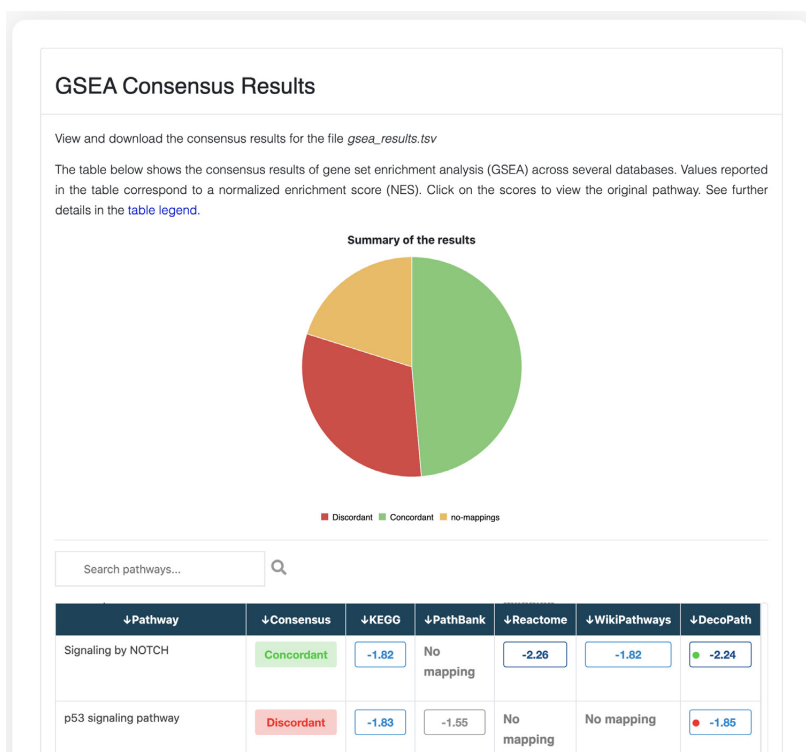 GSEA Consensus Results
View and download the consensus results for the file gsea_results.tsv
The table below shows the consensus results of gene set enrichment analysis (GSEA) across several databases. Values reported
in the table correspond to a normalized enrichment score (NES). Click on the scores to view the original pathway. See further
details in the table legend.
Summary of the results
Discordant Concordant no-mappings
Search pathways...
↓Pathway ↓Consensus ↓KEGG ↓PathBank ↓Reactome ↓WikiPathways ↓DecoPath
Signaling by NOTCH Concordant -1.82 No mapping -2.26 -1.82 -2.24
p53 signaling pathway Discordant -1.83 -1.55 No mapping No mapping -1.85